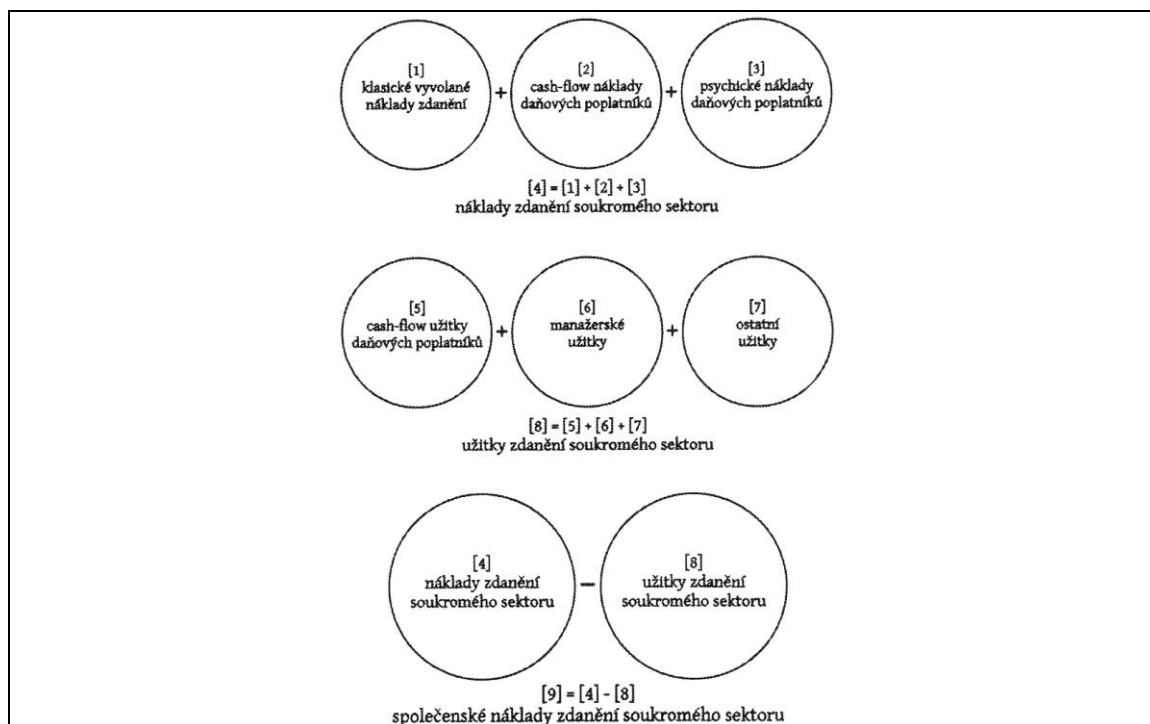 [1]
klasické vyvolané
náklady zdanění
+
[2]
cash-flow náklady
daňových poplatníků
+
[3]
psychické náklady
daňových poplatníků
[4] = [1] + [2] + [3]
náklady zdanění soukromého sektoru
[5]
cash-flow užitky
daňových poplatníků
+
[6]
manažerské
užitky
+
[7]
ostatní
užitky
[8] = [5] + [6] + [7]
užitky zdanění soukromého sektoru
[4]
náklady zdanění
soukromého sektoru
–
[8]
užitky zdanění
soukromého sektoru
[9] = [4] - [8]
společenské náklady zdanění soukromého sektoru